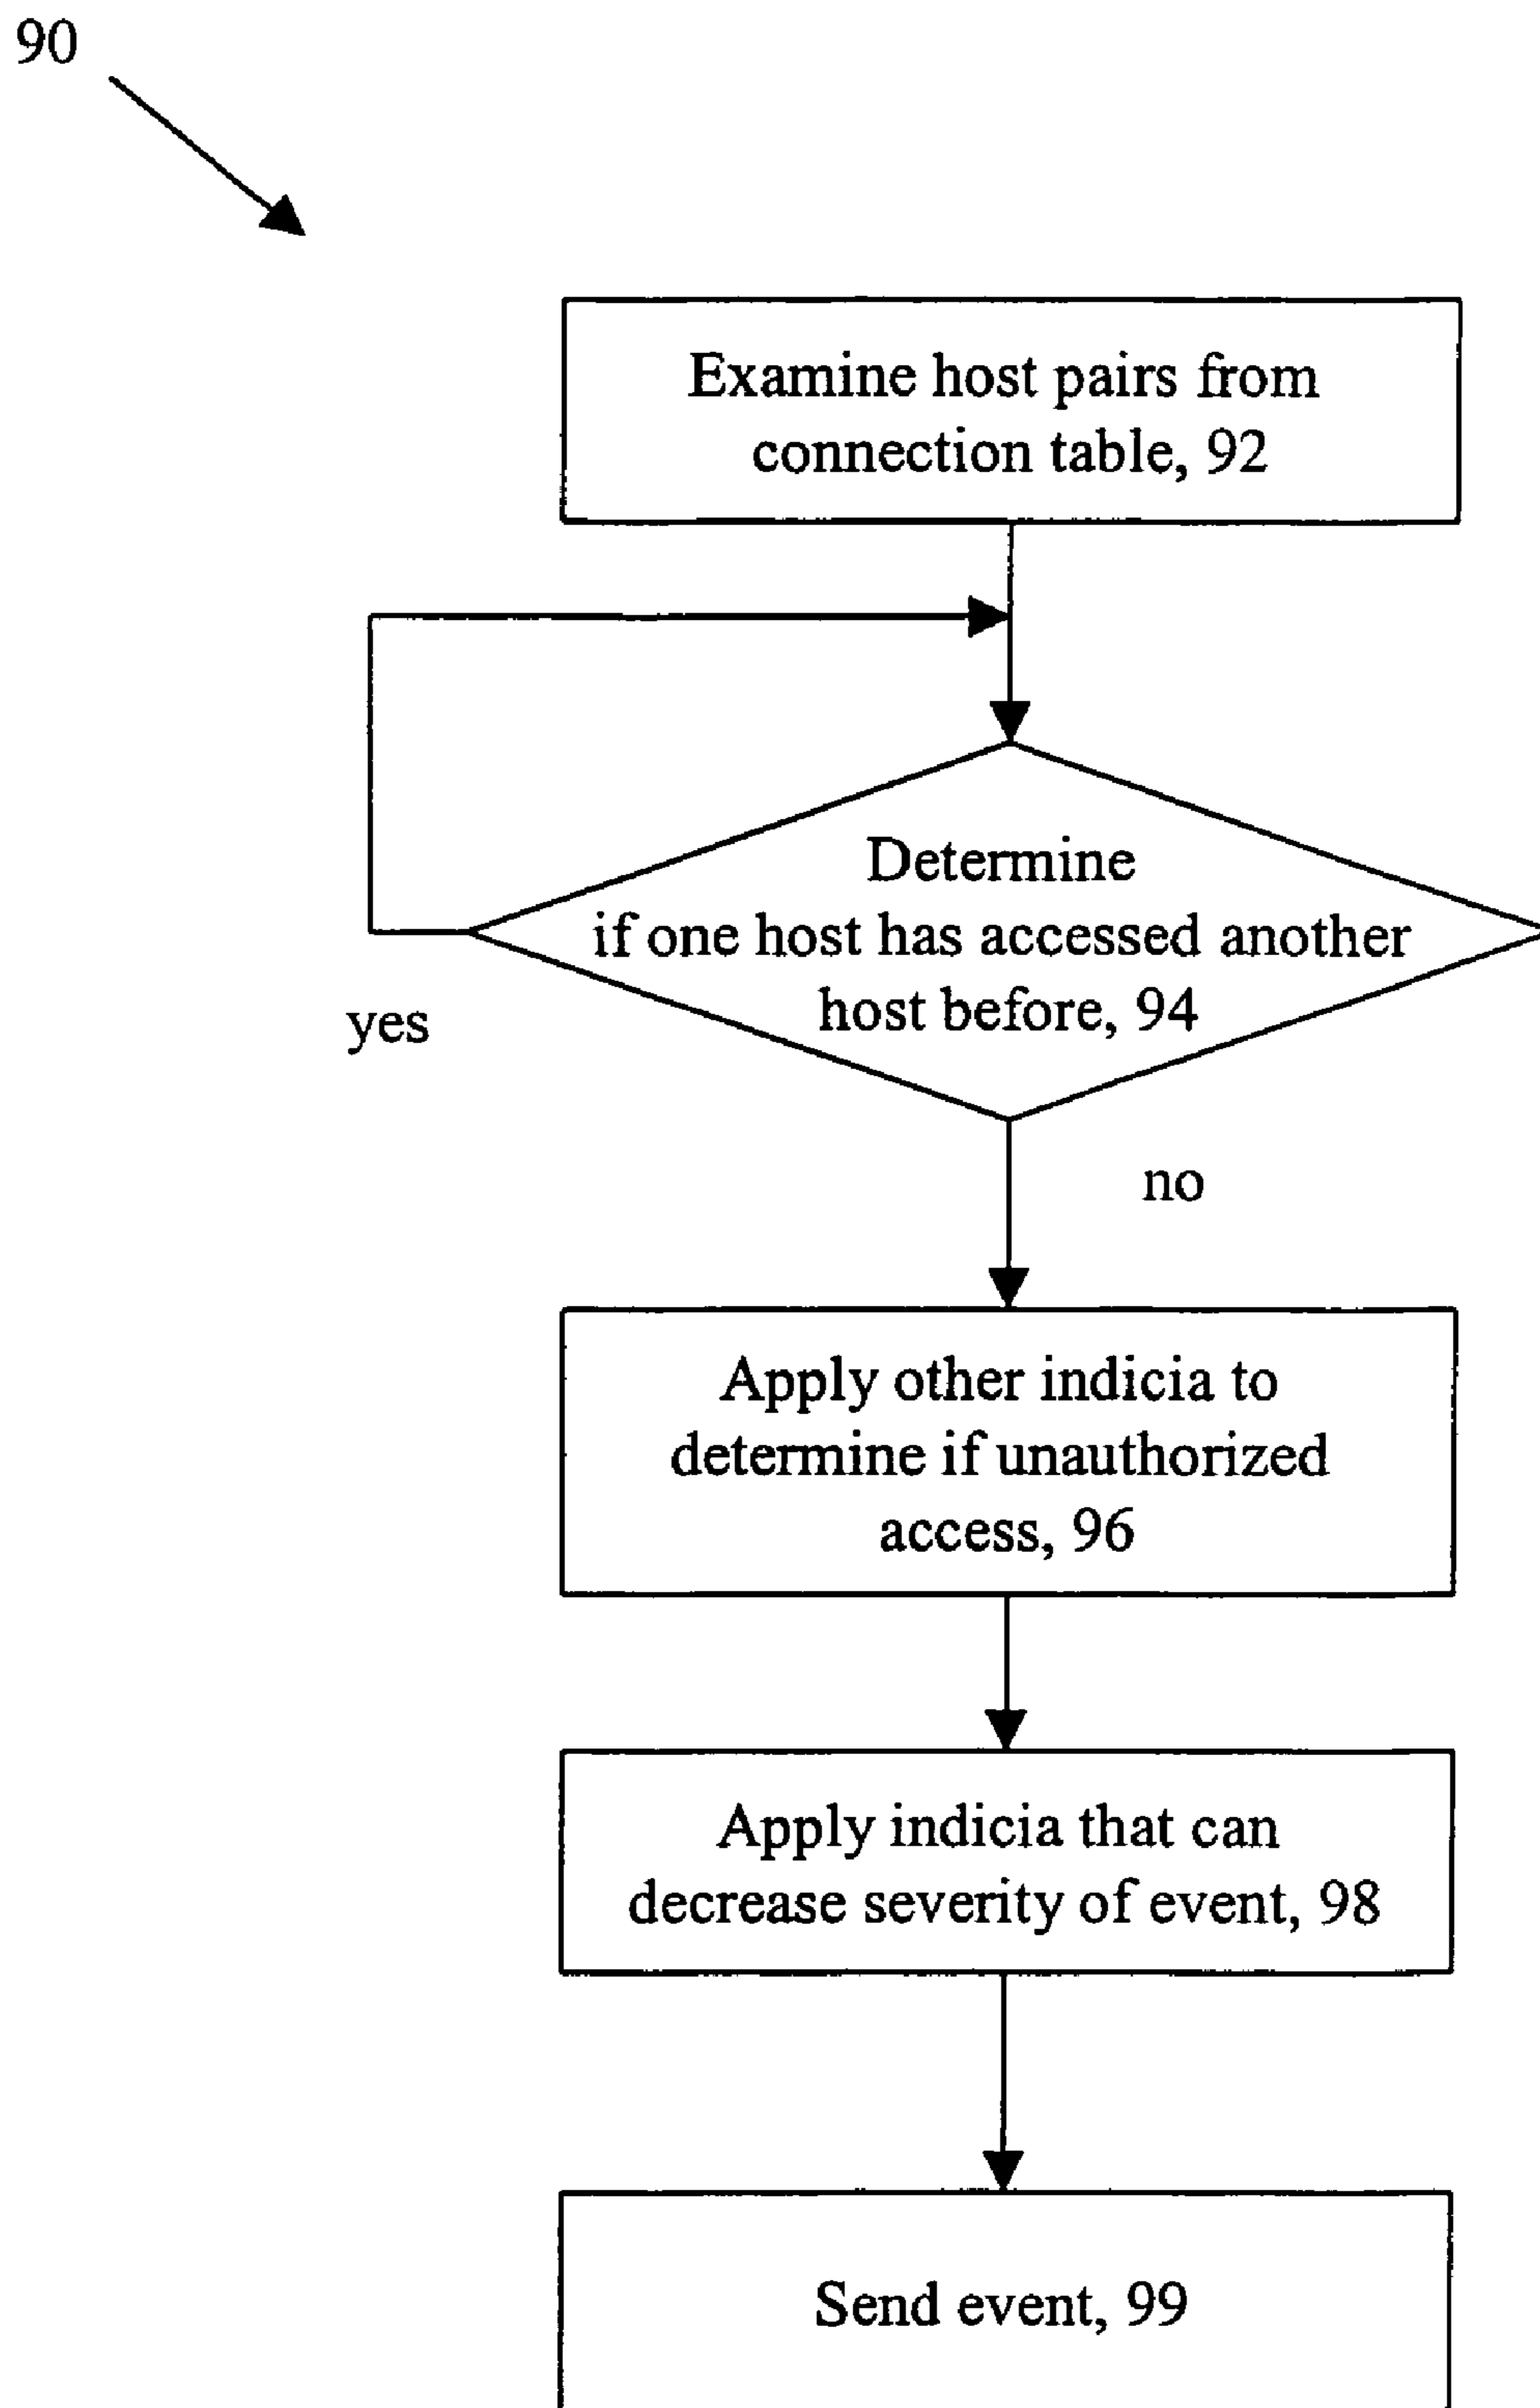 90
Examine host pairs from
connection table, 92
Determine
if one host has accessed another
host before, 94
yes
no
Apply other indicia to
determine if unauthorized
access, 96
Apply indicia that can
decrease severity of event, 98
Send event, 99